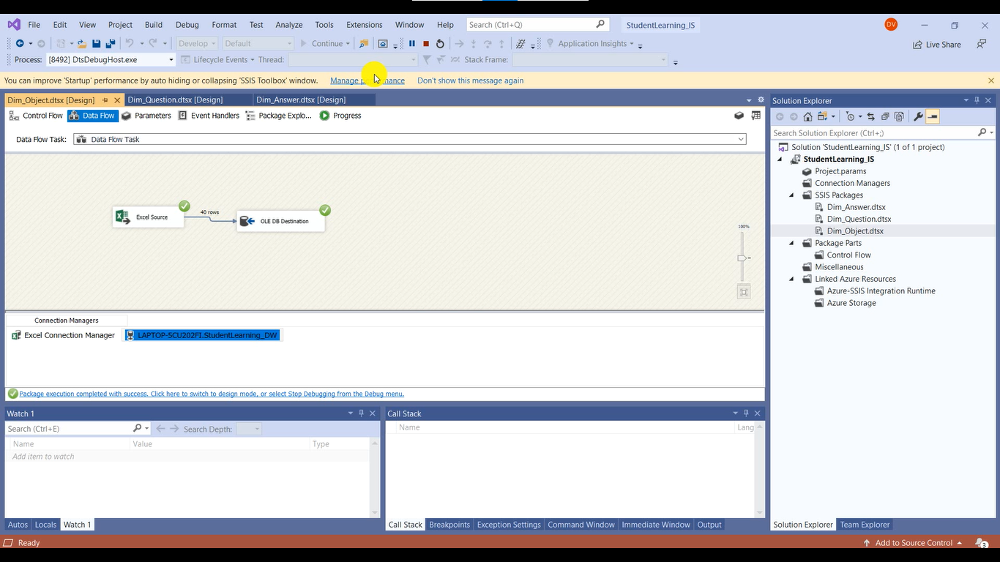 File Edit View Project Build Debug Format Test Analyze Tools Extensions Window Help Search (Ctrl+Q) StudentLearning_IS DV
Develop Default Continue Application Insights Live Share
Process: [8492] DtsDebugHost.exe Lifecycle Events Thread: Stack Frame:
You can improve 'Startup' performance by auto hiding or collapsing 'SSIS Toolbox' window. Manage performance Don't show this message again
Dim_Object.dtsx [Design] Dim_Question.dtsx [Design] Dim_Answer.dtsx [Design]
Control Flow Data Flow Parameters Event Handlers Package Explo... Progress
Data Flow Task: Data Flow Task
Excel Source
40 rows
OLE DB Destination
100%
Connection Managers
Excel Connection Manager LAPTOP-5CU202FI.StudentLearning_DW
Package execution completed with success. Click here to switch to design mode, or select Stop Debugging from the Debug menu.
Watch 1
Search (Ctrl+E) Search Depth:
Name Value Type
Add item to watch
Autos Locals Watch 1
Call Stack
Name Lang
Call Stack Breakpoints Exception Settings Command Window Immediate Window Output
Solution Explorer
Search Solution Explorer (Ctrl+;)
Solution 'StudentLearning_IS' (1 of 1 project)
StudentLearning_IS
Project.params
Connection Managers
SSIS Packages
Dim_Answer.dtsx
Dim_Question.dtsx
Dim_Object.dtsx
Package Parts
Control Flow
Miscellaneous
Linked Azure Resources
Azure-SSIS Integration Runtime
Azure Storage
Solution Explorer Team Explorer
Ready Add to Source Control 3